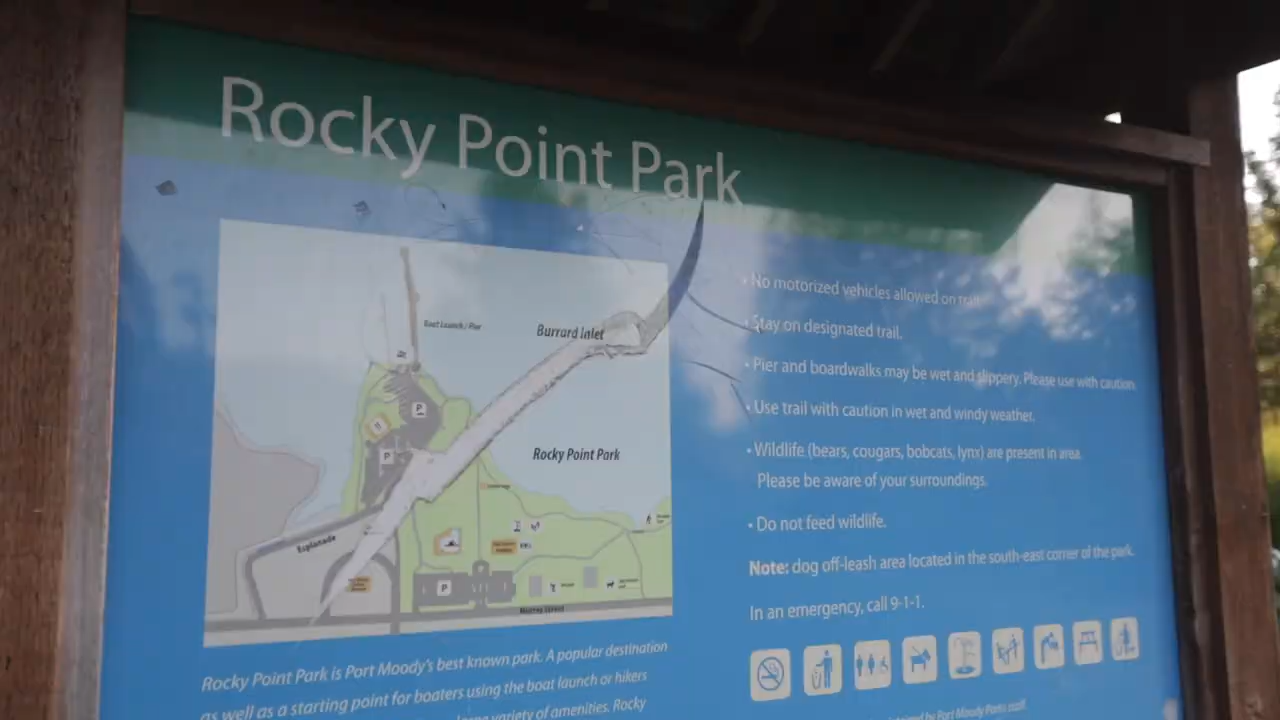 Rocky Point Park
Boat Launch / Pier
Burrard Inlet
P
P
Rocky Point Park
Esplanade
P
Murray Street
Rocky Point Park is Port Moody's best known park. A popular destination
as well as a starting point for boaters using the boat launch or hikers
variety of amenities. Rocky
• No motorized vehicles allowed on trail.
• Stay on designated trail.
• Pier and boardwalks may be wet and slippery. Please use with caution.
• Use trail with caution in wet and windy weather.
• Wildlife (bears, cougars, bobcats, lynx) are present in area.
Please be aware of your surroundings.
• Do not feed wildlife.
Note: dog off-leash area located in the south-east corner of the park.
In an emergency, call 9-1-1.
by Port Moody Parks staff.